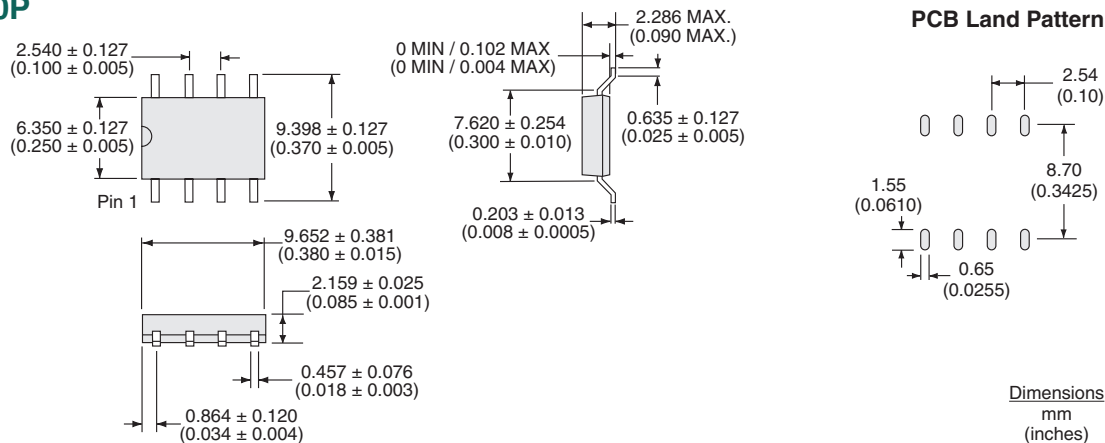 PCB Land Pattern
2.540 ± 0.127
(0.100 ± 0.005)
6.350 ± 0.127
(0.250 ± 0.005)
9.398 ± 0.127
(0.370 ± 0.005)
Pin 1
9.652 ± 0.381
(0.380 ± 0.015)
2.159 ± 0.025
(0.085 ± 0.001)
0.457 ± 0.076
(0.018 ± 0.003)
0.864 ± 0.120
(0.034 ± 0.004)
0 MIN / 0.102 MAX
(0 MIN / 0.004 MAX)
2.286 MAX.
(0.090 MAX.)
7.620 ± 0.254
(0.300 ± 0.010)
0.635 ± 0.127
(0.025 ± 0.005)
0.203 ± 0.013
(0.008 ± 0.0005)
2.54
(0.10)
8.70
(0.3425)
1.55
(0.0610)
0.65
(0.0255)
Dimensions
mm
(inches)